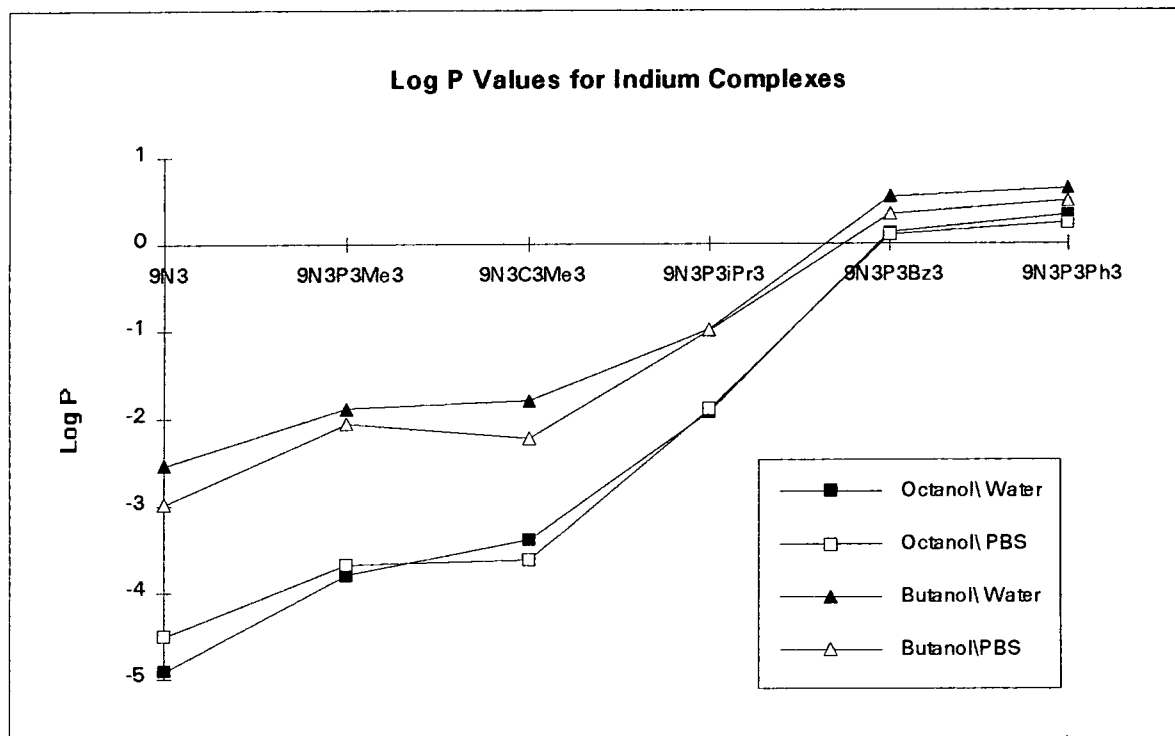 Log P Values for Indium Complexes
1
0
-1
-2
-3
-4
-5
Log P
9N3
9N3P3Me3
9N3C3Me3
9N3P3iPr3
9N3P3Bz3
9N3P3Ph3
Octanol\Water
Octanol\PBS
Butanol\Water
Butanol\PBS